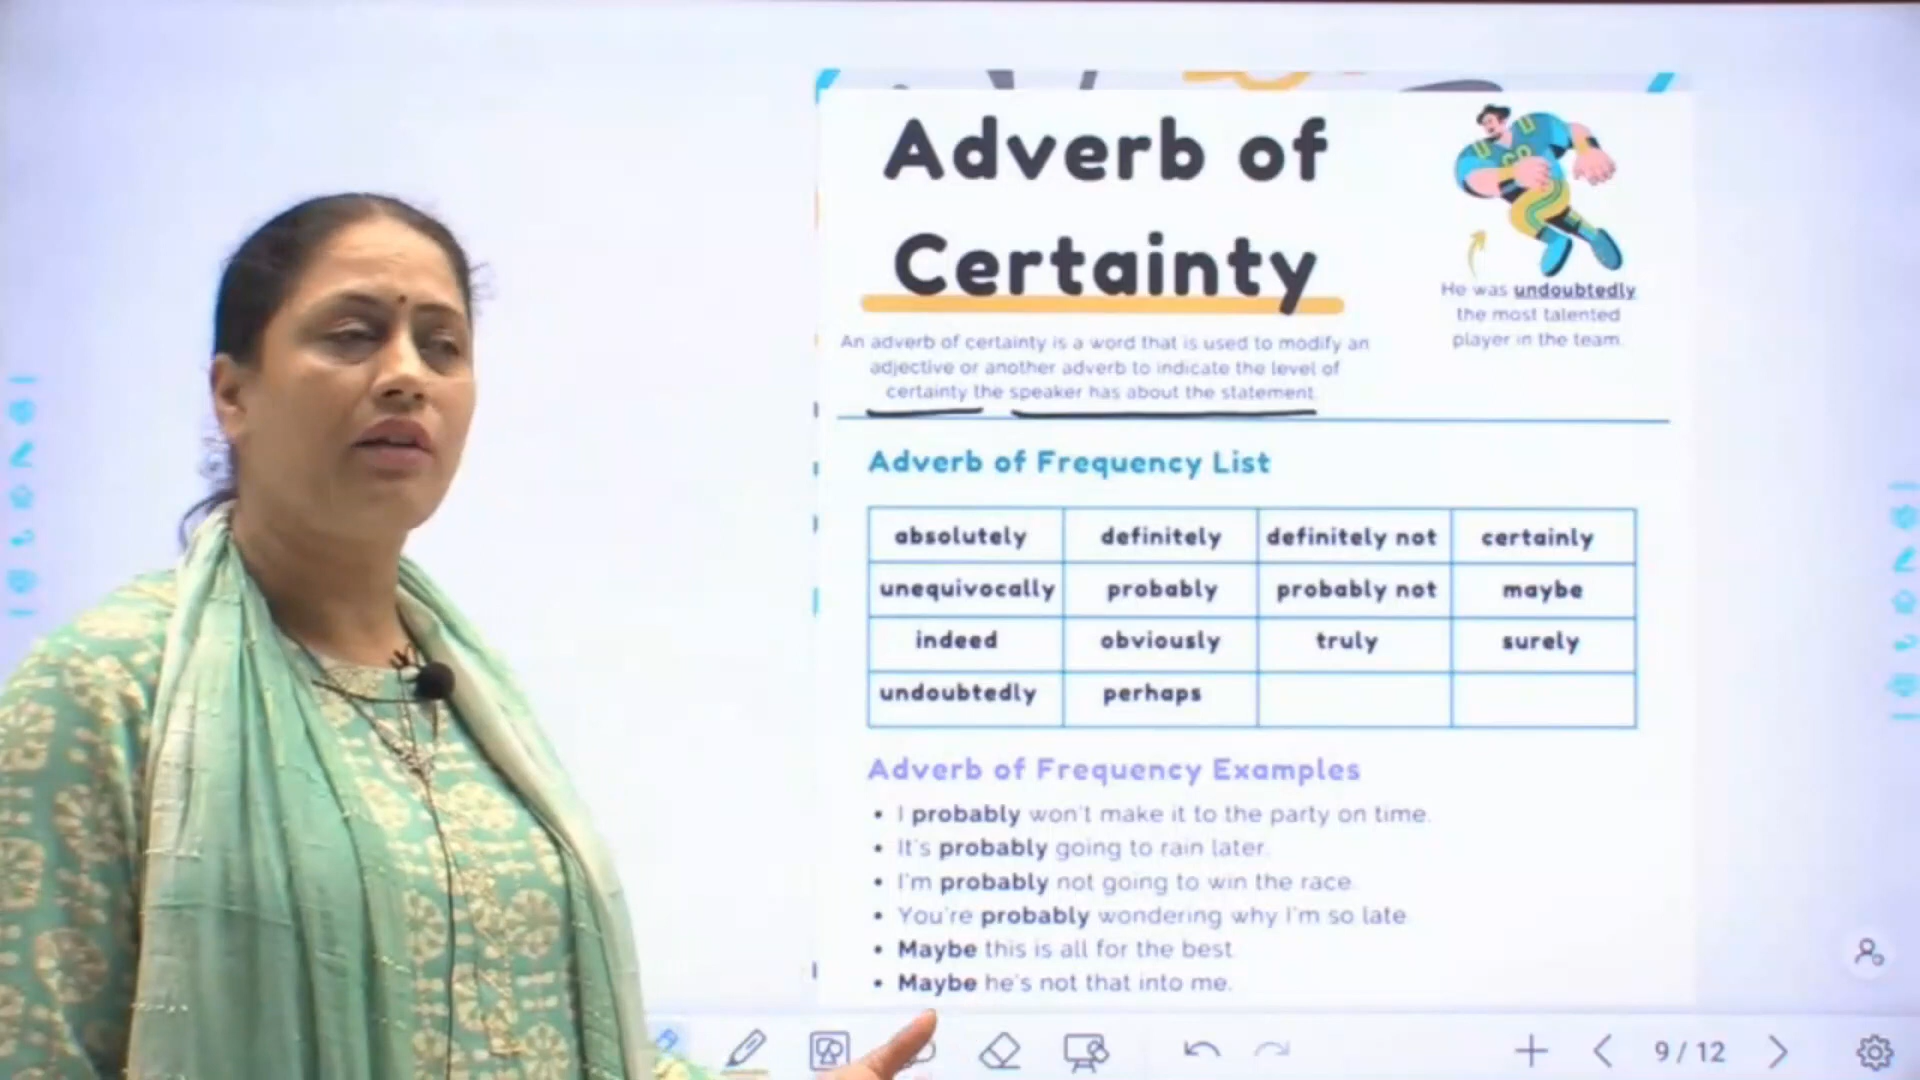 Adverb of
Certainty
He was undoubtedly
the most talented
player in the team.
An adverb of certainty is a word that is used to modify an
adjective or another adverb to indicate the level of
certainty the speaker has about the statement.
Adverb of Frequency List
absolutely definitely definitely not certainly
unequivocally probably probably not maybe
indeed obviously truly surely
undoubtedly perhaps
Adverb of Frequency Examples
• I probably won't make it to the party on time.
• It's probably going to rain later.
• I'm probably not going to win the race.
• You're probably wondering why I'm so late
• Maybe this is all for the best
• Maybe he's not that into me.
9 / 12